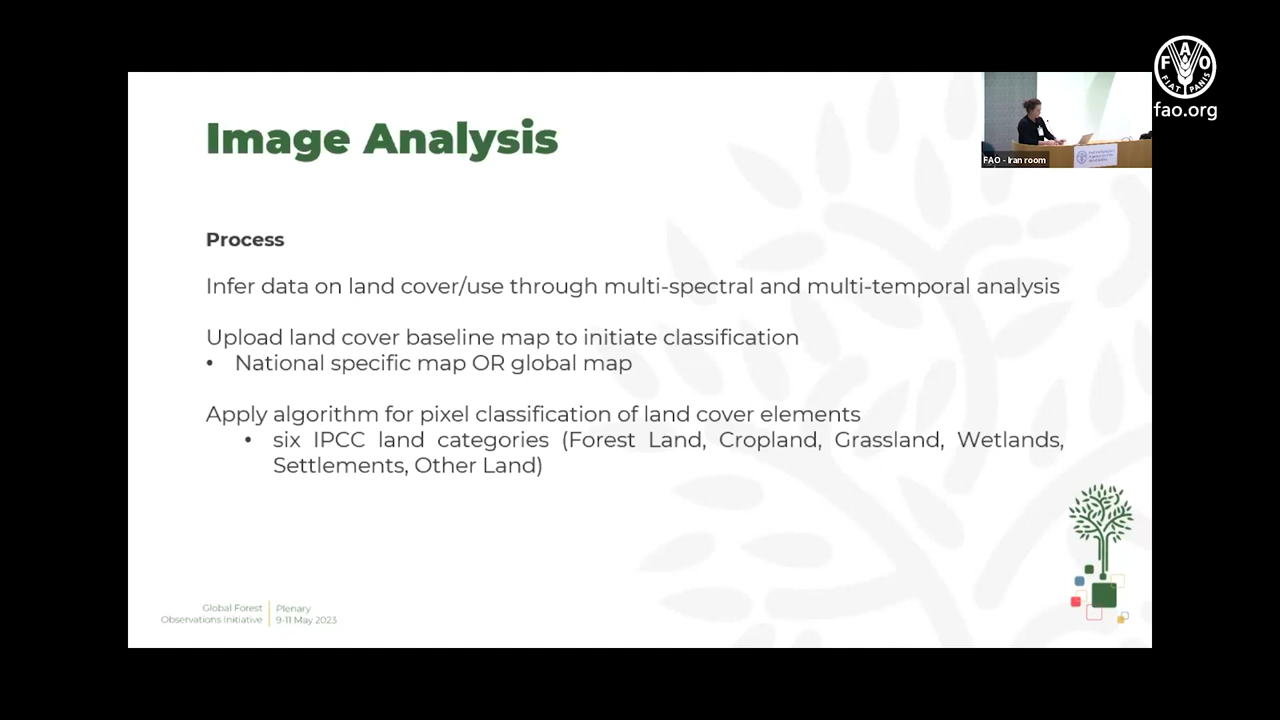 FAO
FIAT PANIS
fao.org
FAO - Iran room
Image Analysis
Process
Infer data on land cover/use through multi-spectral and multi-temporal analysis
Upload land cover baseline map to initiate classification
• National specific map OR global map
Apply algorithm for pixel classification of land cover elements
• six IPCC land categories (Forest Land, Cropland, Grassland, Wetlands,
Settlements, Other Land)
Global Forest
Observations Initiative
Plenary
9-11 May 2023